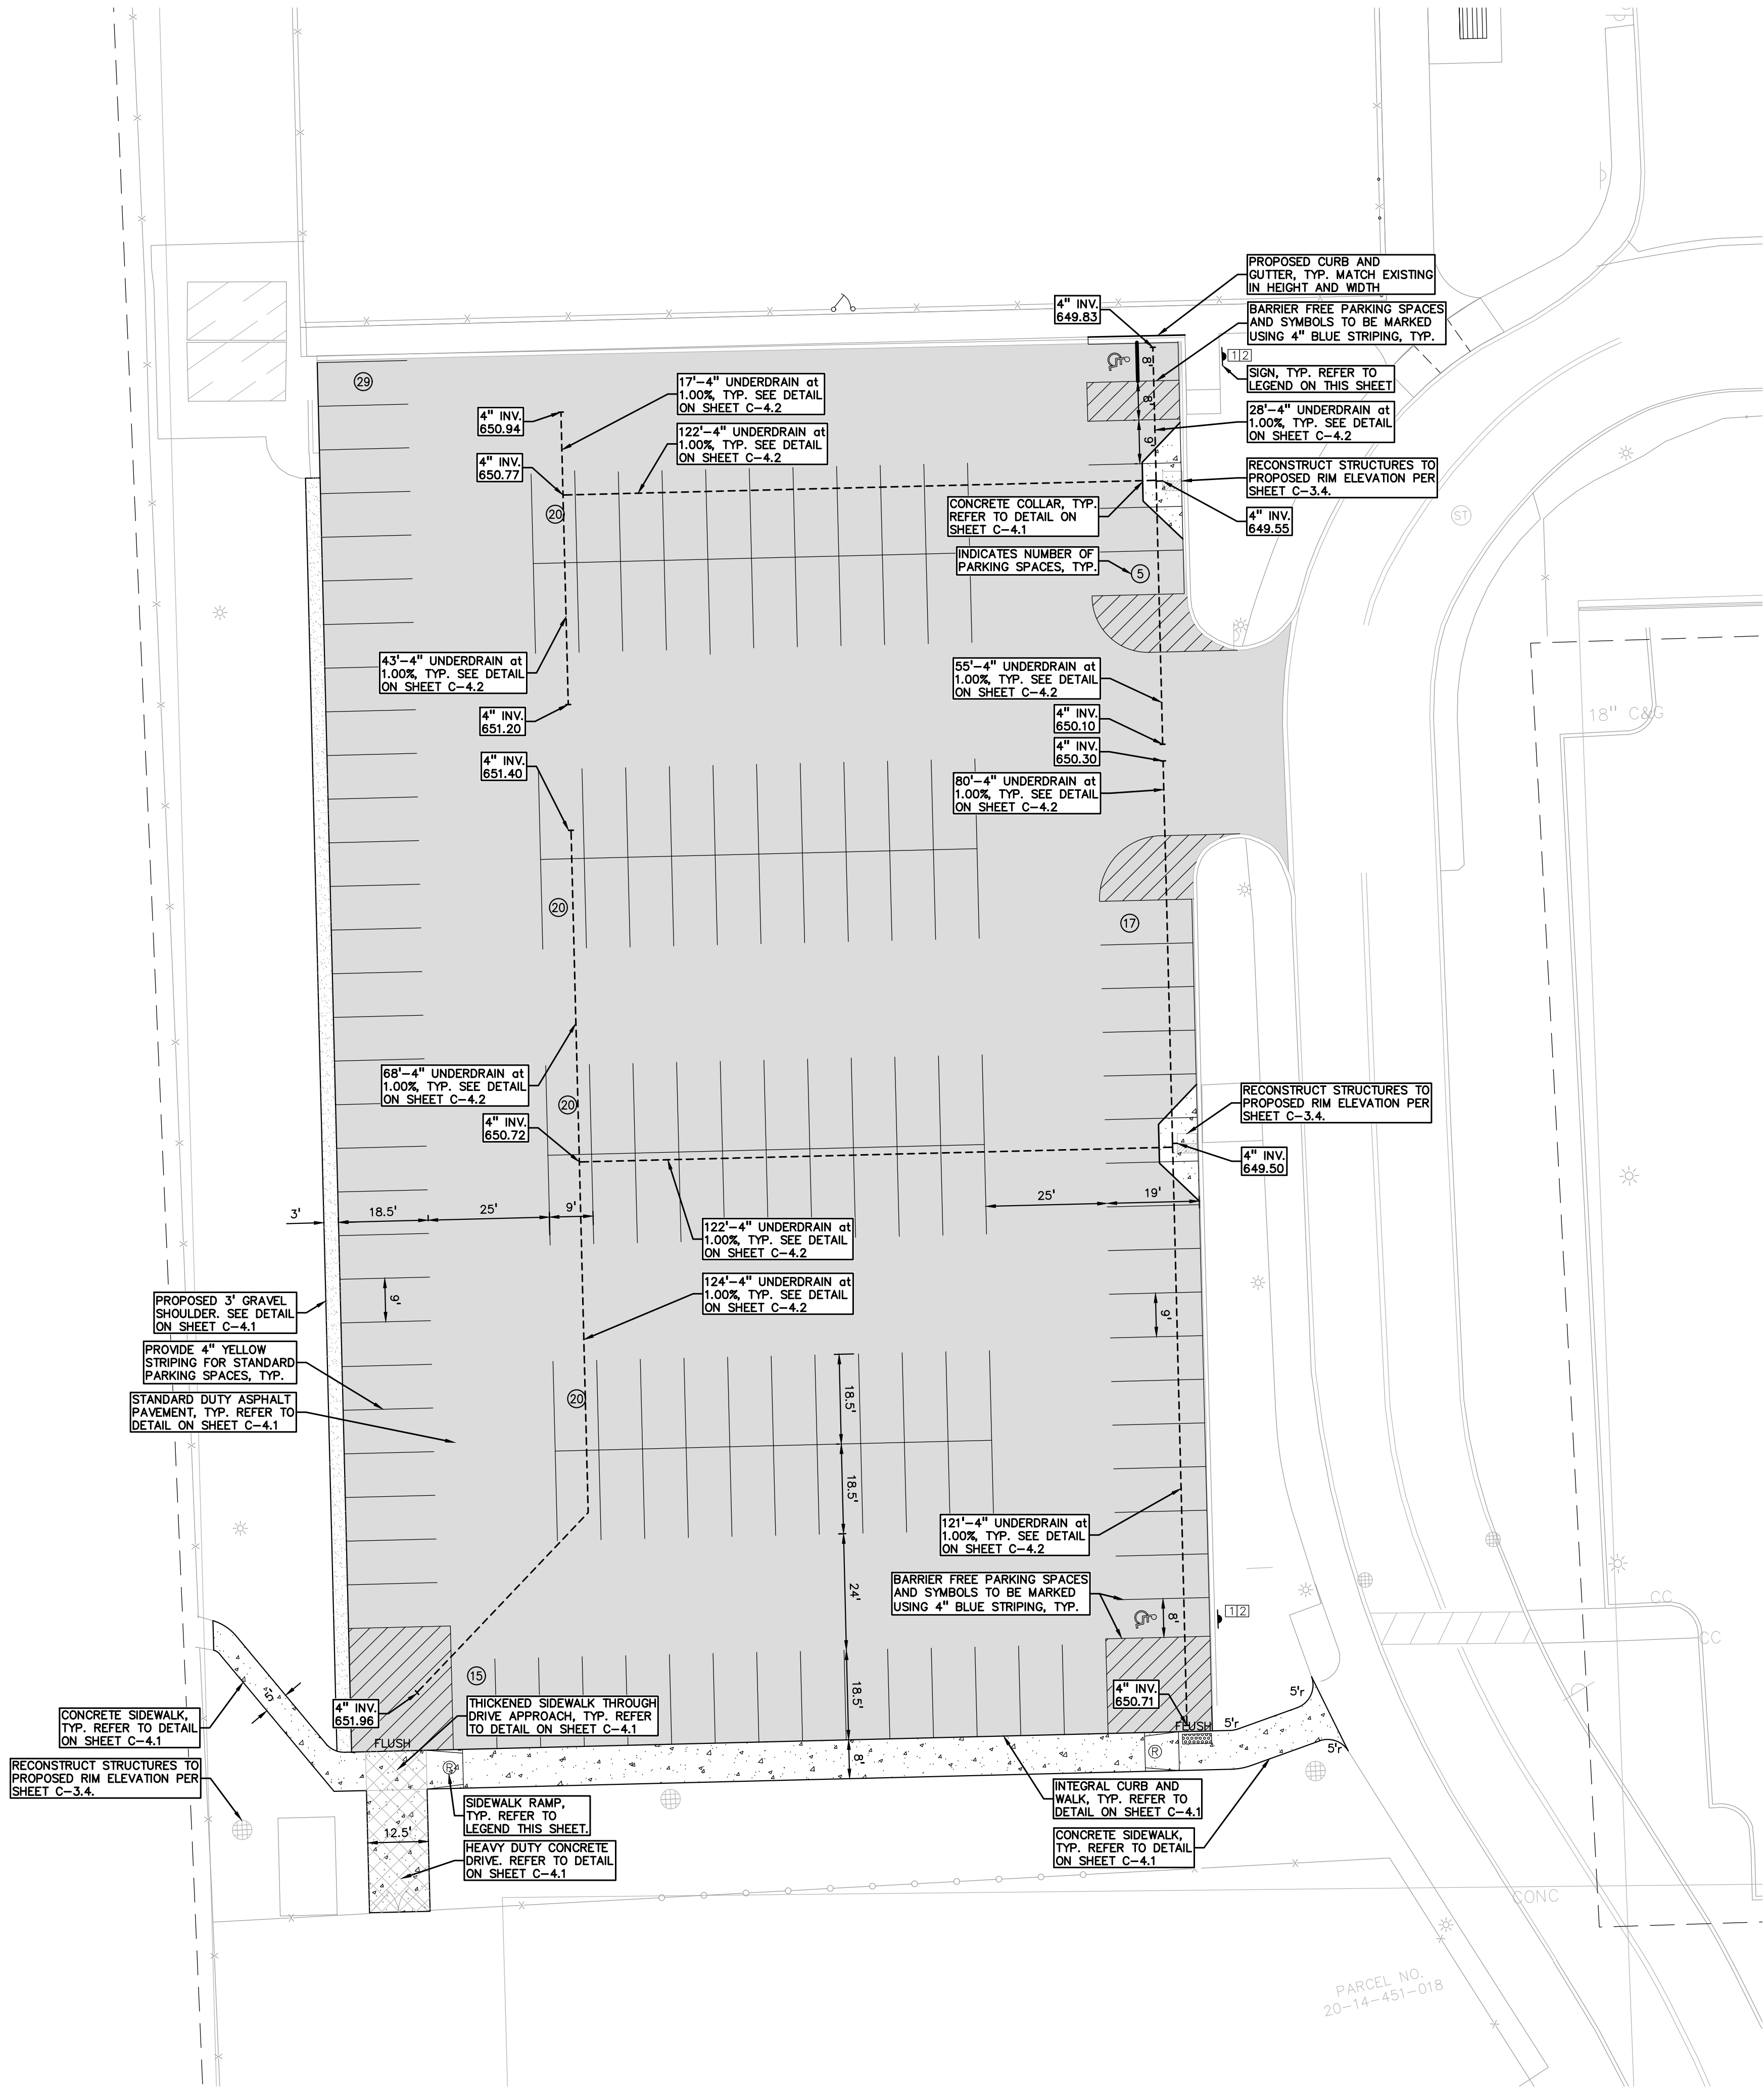 PROPOSED CURB AND
GUTTER, TYP. MATCH EXISTING
IN HEIGHT AND WIDTH
4" INV.
649.83
BARRIER FREE PARKING SPACES
AND SYMBOLS TO BE MARKED
USING 4" BLUE STRIPING, TYP.
8'
1 2
SIGN, TYP. REFER TO
LEGEND ON THIS SHEET
29
17'-4" UNDERDRAIN at
1.00%, TYP. SEE DETAIL
ON SHEET C-4.2
8'
28'-4" UNDERDRAIN at
1.00%, TYP. SEE DETAIL
ON SHEET C-4.2
4" INV.
650.94
122'-4" UNDERDRAIN at
1.00%, TYP. SEE DETAIL
ON SHEET C-4.2
9'
4" INV.
650.77
RECONSTRUCT STRUCTURES TO
PROPOSED RIM ELEVATION PER
SHEET C-3.4.
20
CONCRETE COLLAR, TYP.
REFER TO DETAIL ON
SHEET C-4.1
4" INV.
649.55
ST
INDICATES NUMBER OF
PARKING SPACES, TYP.
5
43'-4" UNDERDRAIN at
1.00%, TYP. SEE DETAIL
ON SHEET C-4.2
55'-4" UNDERDRAIN at
1.00%, TYP. SEE DETAIL
ON SHEET C-4.2
4" INV.
651.20
4" INV.
650.10
18" C&G
4" INV.
651.40
4" INV.
650.30
80'-4" UNDERDRAIN at
1.00%, TYP. SEE DETAIL
ON SHEET C-4.2
20
17
68'-4" UNDERDRAIN at
1.00%, TYP. SEE DETAIL
ON SHEET C-4.2
20
RECONSTRUCT STRUCTURES TO
PROPOSED RIM ELEVATION PER
SHEET C-3.4.
4" INV.
650.72
4" INV.
649.50
3'
18.5'
25'
9'
25'
19'
122'-4" UNDERDRAIN at
1.00%, TYP. SEE DETAIL
ON SHEET C-4.2
124'-4" UNDERDRAIN at
1.00%, TYP. SEE DETAIL
ON SHEET C-4.2
9'
9'
PROPOSED 3' GRAVEL
SHOULDER. SEE DETAIL
ON SHEET C-4.1
PROVIDE 4" YELLOW
STRIPING FOR STANDARD
PARKING SPACES, TYP.
STANDARD DUTY ASPHALT
PAVEMENT, TYP. REFER TO
DETAIL ON SHEET C-4.1
20
18.5'
18.5'
121'-4" UNDERDRAIN at
1.00%, TYP. SEE DETAIL
ON SHEET C-4.2
24'
BARRIER FREE PARKING SPACES
AND SYMBOLS TO BE MARKED
USING 4" BLUE STRIPING, TYP.
8'
1 2
CC
CC
15
18.5'
5'
4" INV.
651.96
THICKENED SIDEWALK THROUGH
DRIVE APPROACH, TYP. REFER
TO DETAIL ON SHEET C-4.1
4" INV.
650.71
5'r
5'r
5'r
FLUSH
FLUSH
CONCRETE SIDEWALK,
TYP. REFER TO DETAIL
ON SHEET C-4.1
R
R
8'
RECONSTRUCT STRUCTURES TO
PROPOSED RIM ELEVATION PER
SHEET C-3.4.
SIDEWALK RAMP,
TYP. REFER TO
LEGEND THIS SHEET.
INTEGRAL CURB AND
WALK, TYP. REFER TO
DETAIL ON SHEET C-4.1
12.5'
HEAVY DUTY CONCRETE
DRIVE. REFER TO DETAIL
ON SHEET C-4.1
CONCRETE SIDEWALK,
TYP. REFER TO DETAIL
ON SHEET C-4.1
CONC
PARCEL NO.
20-14-451-018